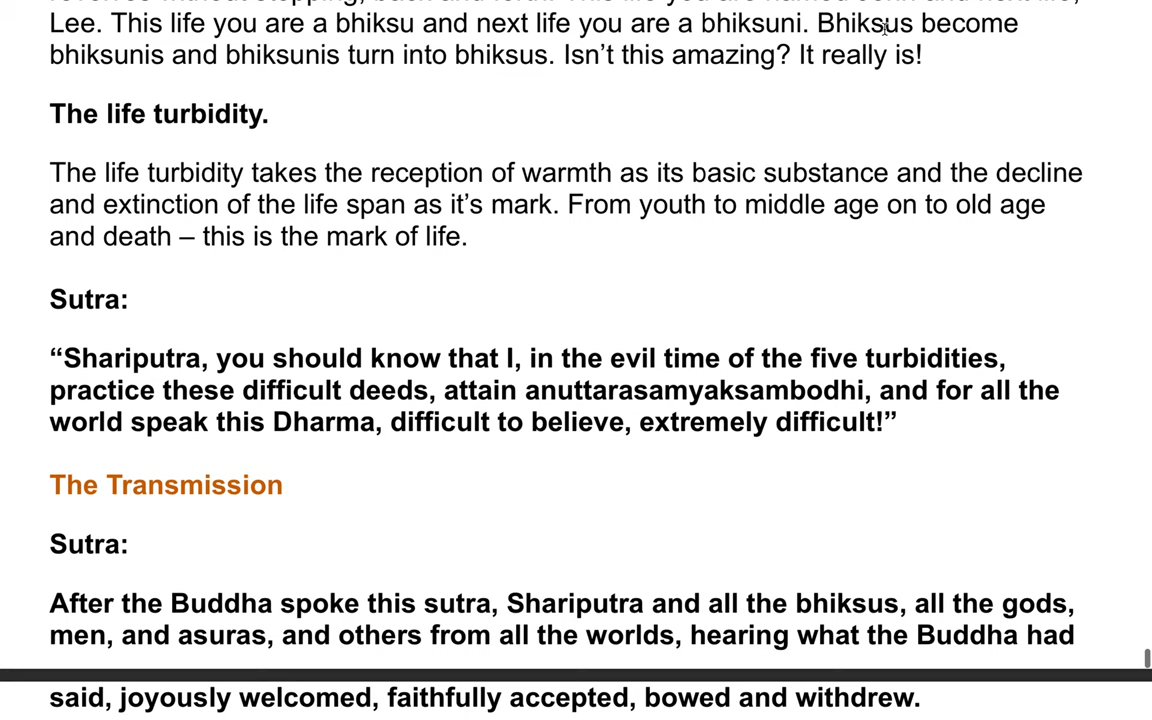 Lee. This life you are a bhiksu and next life you are a bhiksuni. Bhiksus become
bhiksunis and bhiksunis turn into bhiksus. Isn’t this amazing? It really is!
The life turbidity.
The life turbidity takes the reception of warmth as its basic substance and the decline
and extinction of the life span as it’s mark. From youth to middle age on to old age
and death – this is the mark of life.
Sutra:
“Shariputra, you should know that I, in the evil time of the five turbidities,
practice these difficult deeds, attain anuttarasamyaksambodhi, and for all the
world speak this Dharma, difficult to believe, extremely difficult!”
The Transmission
Sutra:
After the Buddha spoke this sutra, Shariputra and all the bhiksus, all the gods,
men, and asuras, and others from all the worlds, hearing what the Buddha had
said, joyously welcomed, faithfully accepted, bowed and withdrew.